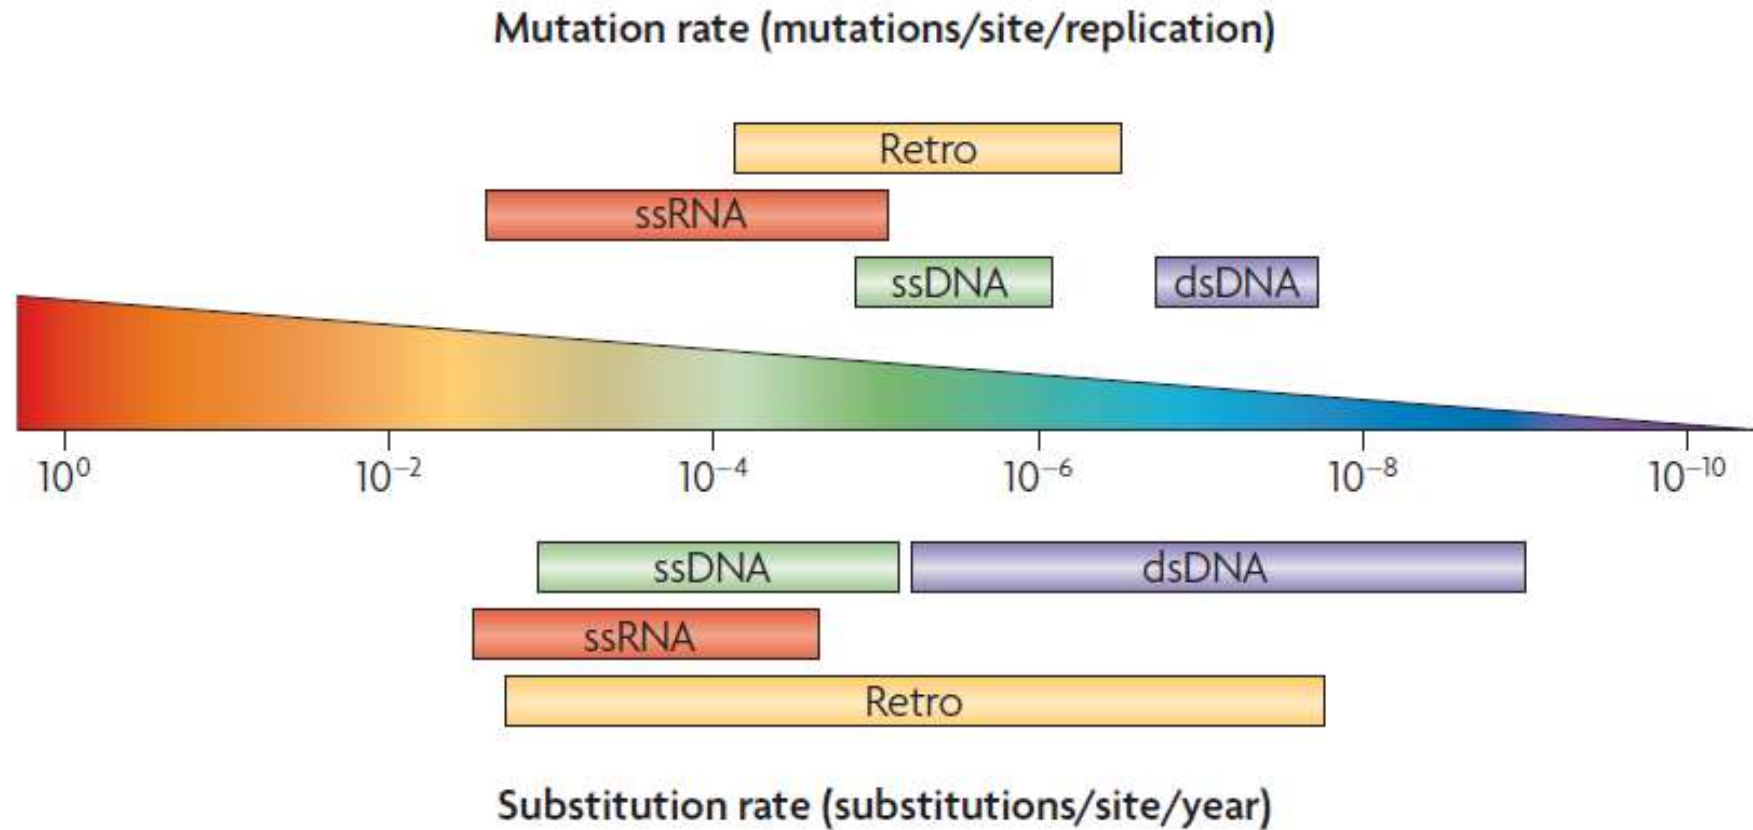 Mutation rate (mutations/site/replication)
Retro
ssRNA
ssDNA dsDNA
10⁰ 10⁻² 10⁻⁴ 10⁻⁶ 10⁻⁸ 10⁻¹⁰
ssDNA dsDNA
ssRNA
Retro
Substitution rate (substitutions/site/year)